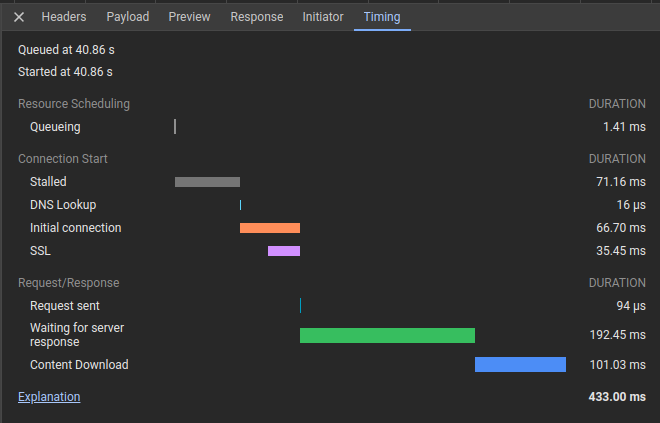 Headers Payload Preview Response Initiator Timing
Queued at 40.86 s
Started at 40.86 s
Resource Scheduling DURATION
Queueing 1.41 ms
Connection Start DURATION
Stalled 71.16 ms
DNS Lookup 16 μs
Initial connection 66.70 ms
SSL 35.45 ms
Request/Response DURATION
Request sent 94 μs
Waiting for server
response 192.45 ms
Content Download 101.03 ms
Explanation 433.00 ms